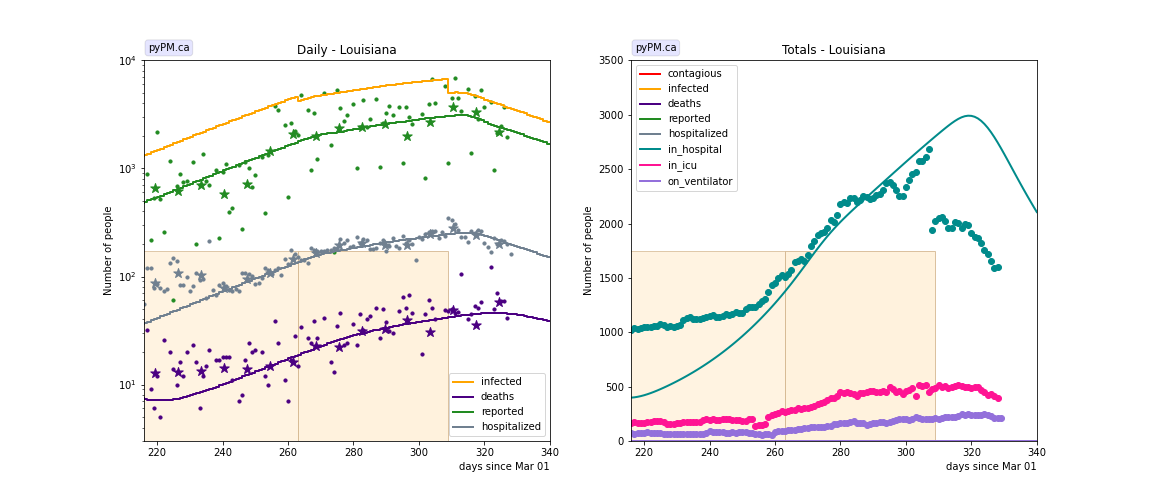 pyPM.ca
Daily - Louisiana
10^4
10^3
10^2
10^1
Number of people
220
240
260
280
300
320
340
days since Mar 01
infected
deaths
reported
hospitalized
pyPM.ca
Totals - Louisiana
3500
3000
2500
2000
1500
1000
500
0
Number of people
220
240
260
280
300
320
340
days since Mar 01
contagious
infected
deaths
reported
hospitalized
in_hospital
in_icu
on_ventilator